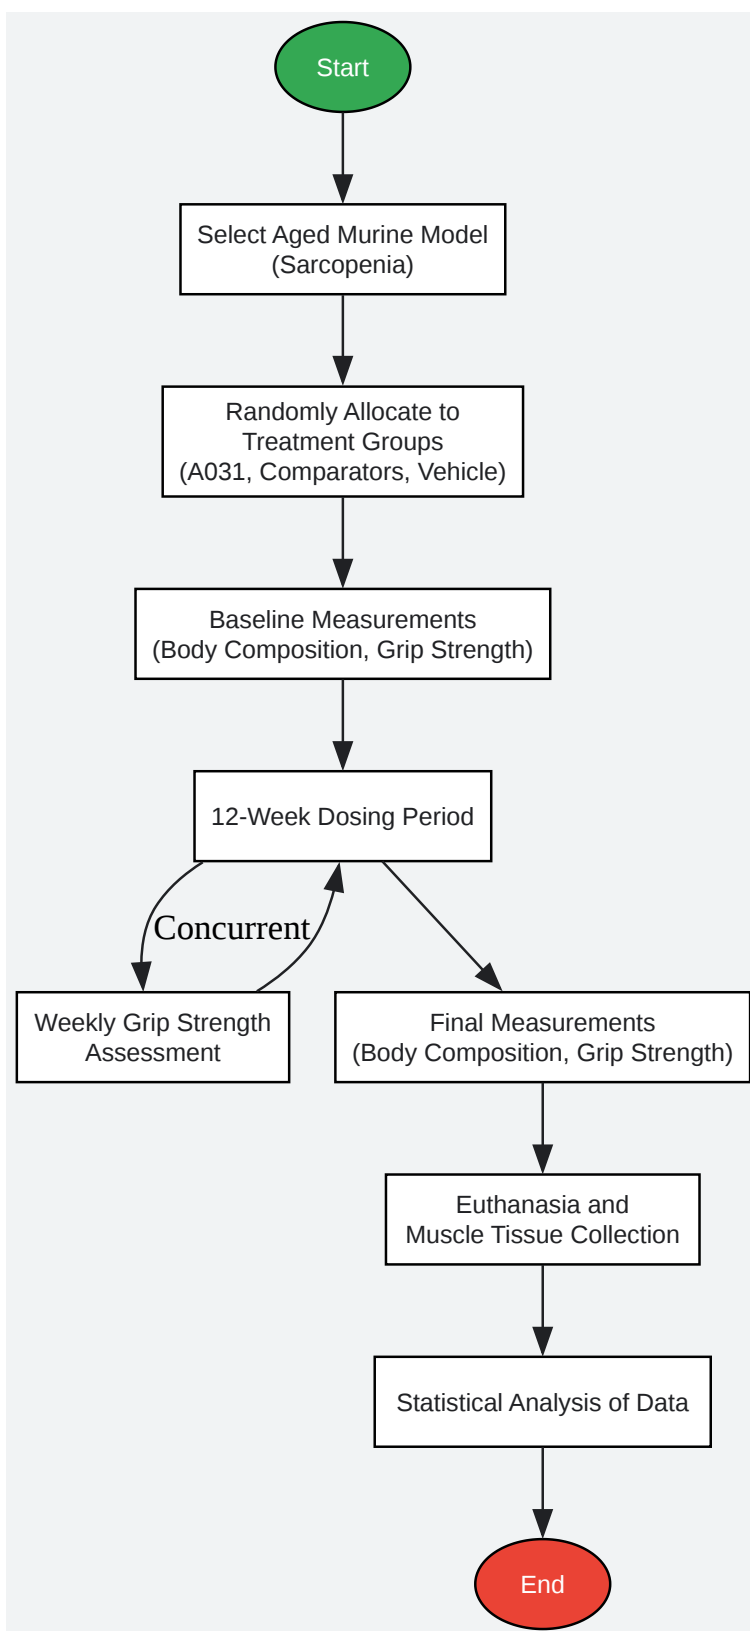 Start
Select Aged Murine Model
(Sarcopenia)
Randomly Allocate to
Treatment Groups
(A031, Comparators, Vehicle)
Baseline Measurements
(Body Composition, Grip Strength)
12-Week Dosing Period
Concurrent
Weekly Grip Strength
Assessment
Final Measurements
(Body Composition, Grip Strength)
Euthanasia and
Muscle Tissue Collection
Statistical Analysis of Data
End